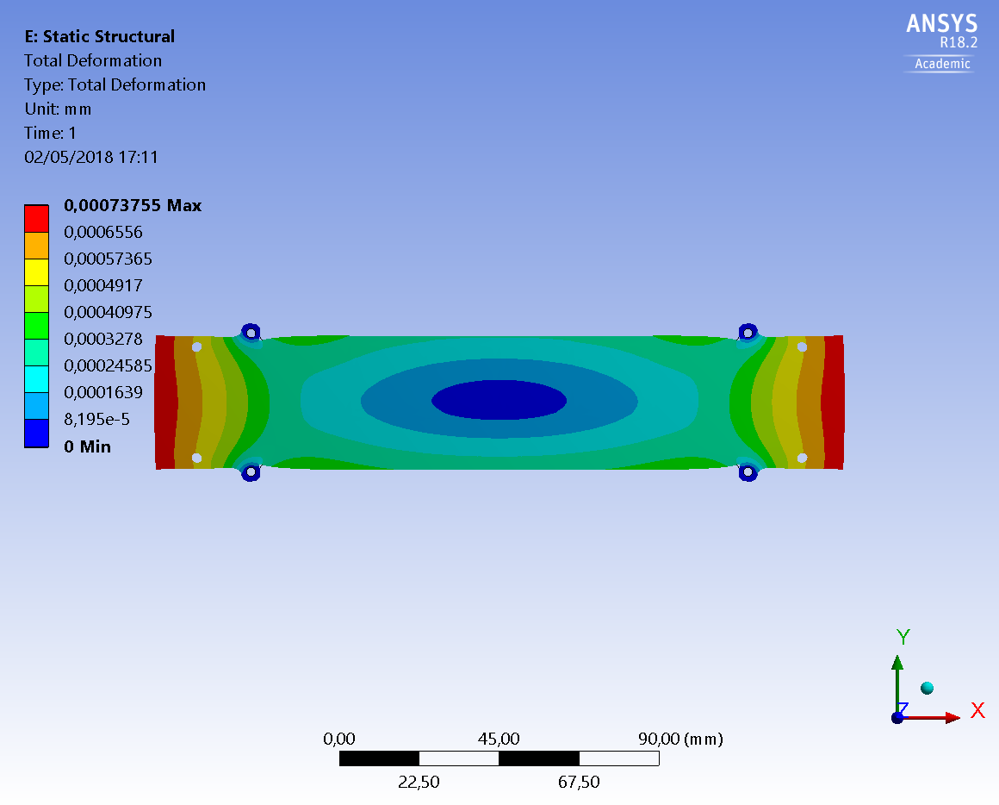 E: Static Structural
Total Deformation
Type: Total Deformation
Unit: mm
Time: 1
02/05/2018 17:11
ANSYS
R18.2
Academic
0,00073755 Max
0,0006556
0,00057365
0,0004917
0,00040975
0,0003278
0,00024585
0,0001639
8,195e-5
0 Min
Y
Z
X
0,00 45,00 90,00 (mm)
22,50 67,50